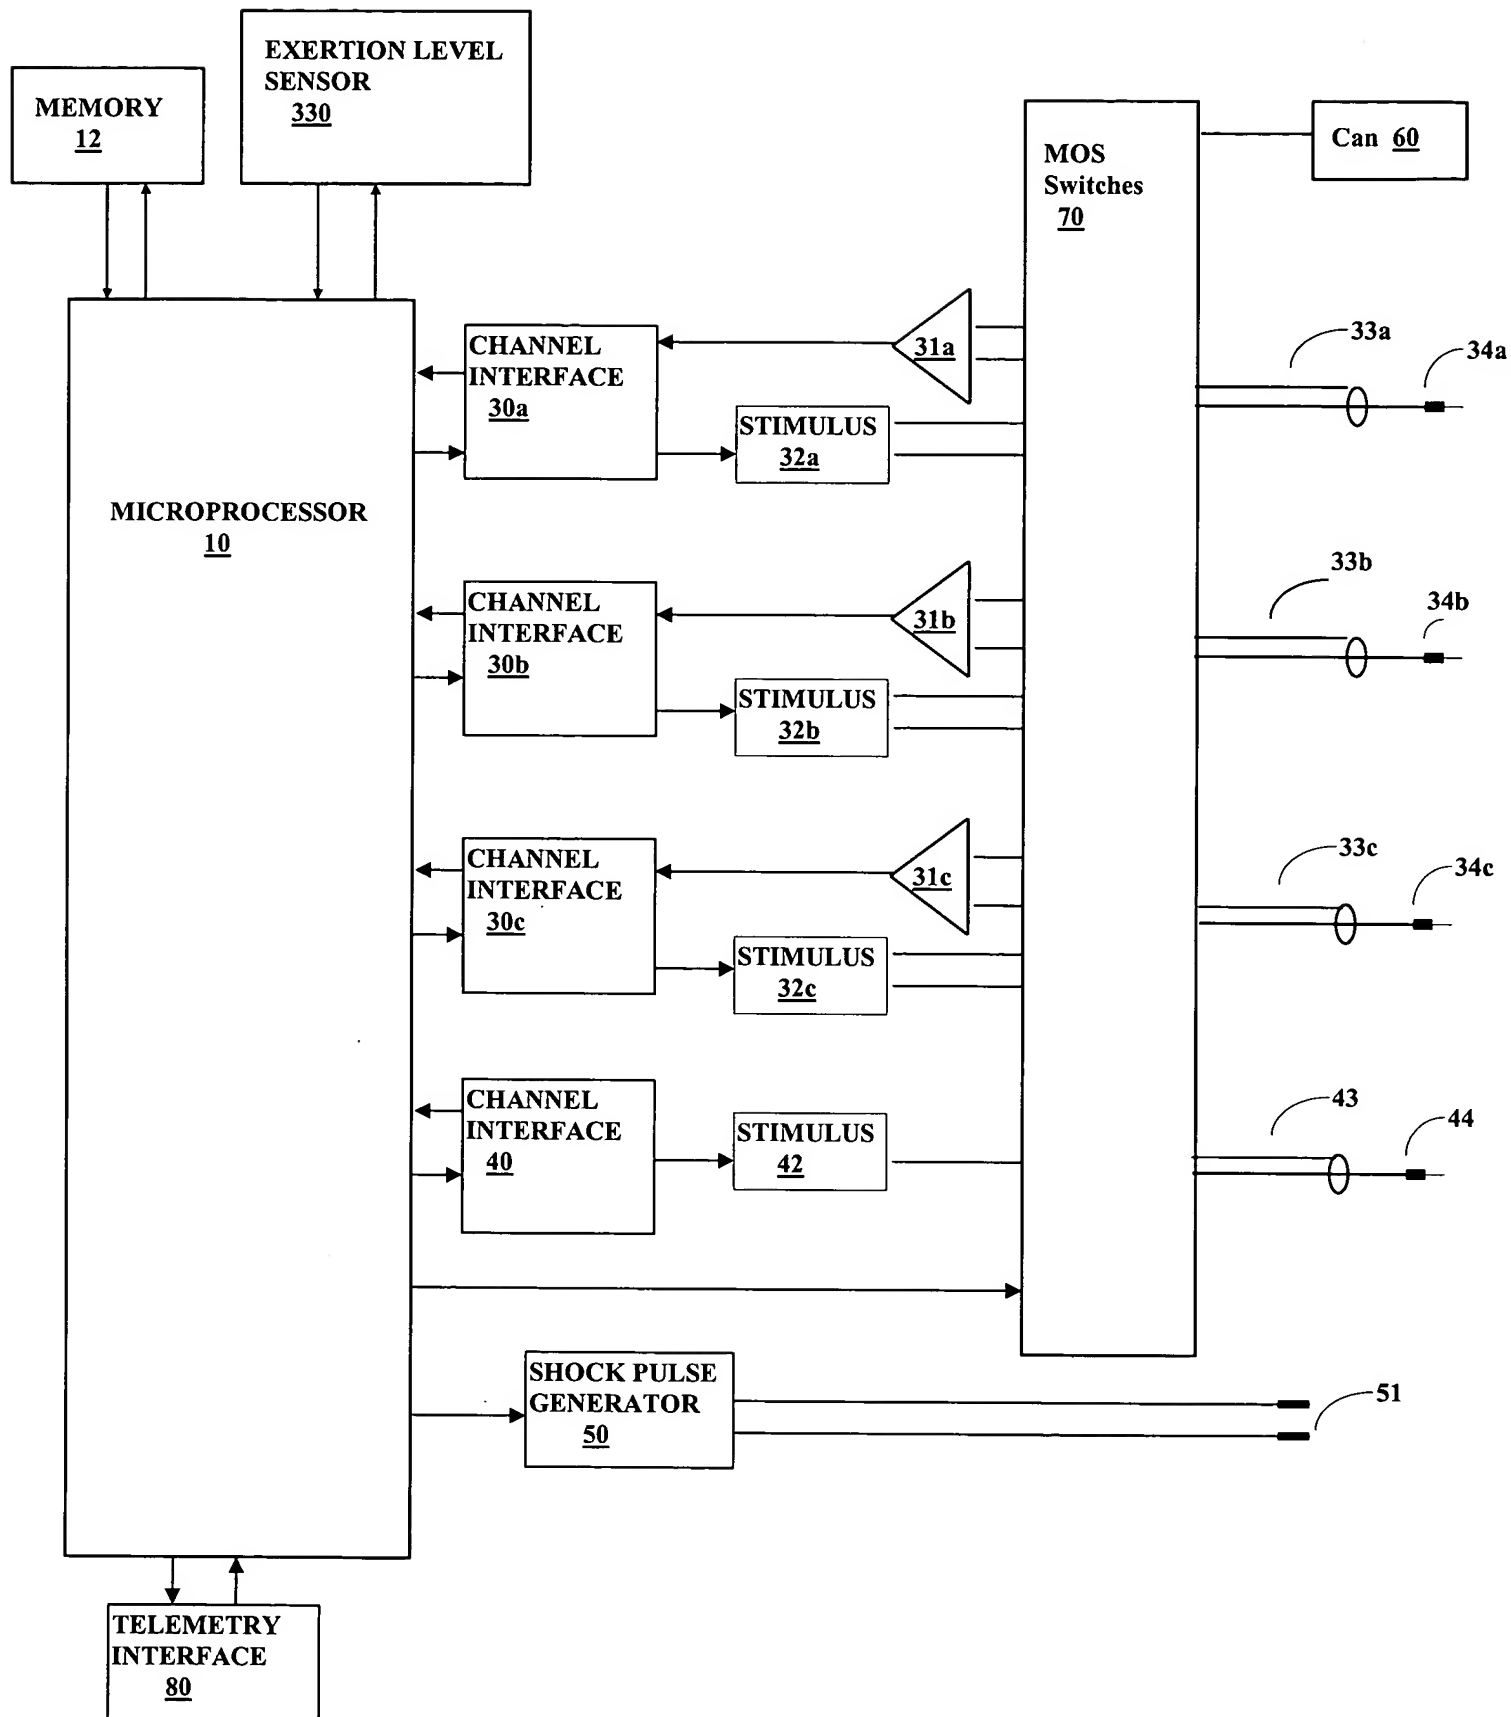 EXERTION LEVEL
SENSOR
330
MEMORY
12
MOS
Switches
70
Can 60
CHANNEL
INTERFACE
30a
31a
STIMULUS
32a
33a
34a
MICROPROCESSOR
10
CHANNEL
INTERFACE
30b
31b
STIMULUS
32b
33b
34b
CHANNEL
INTERFACE
30c
31c
STIMULUS
32c
33c
34c
CHANNEL
INTERFACE
40
STIMULUS
42
43
44
SHOCK PULSE
GENERATOR
50
51
TELEMETRY
INTERFACE
80